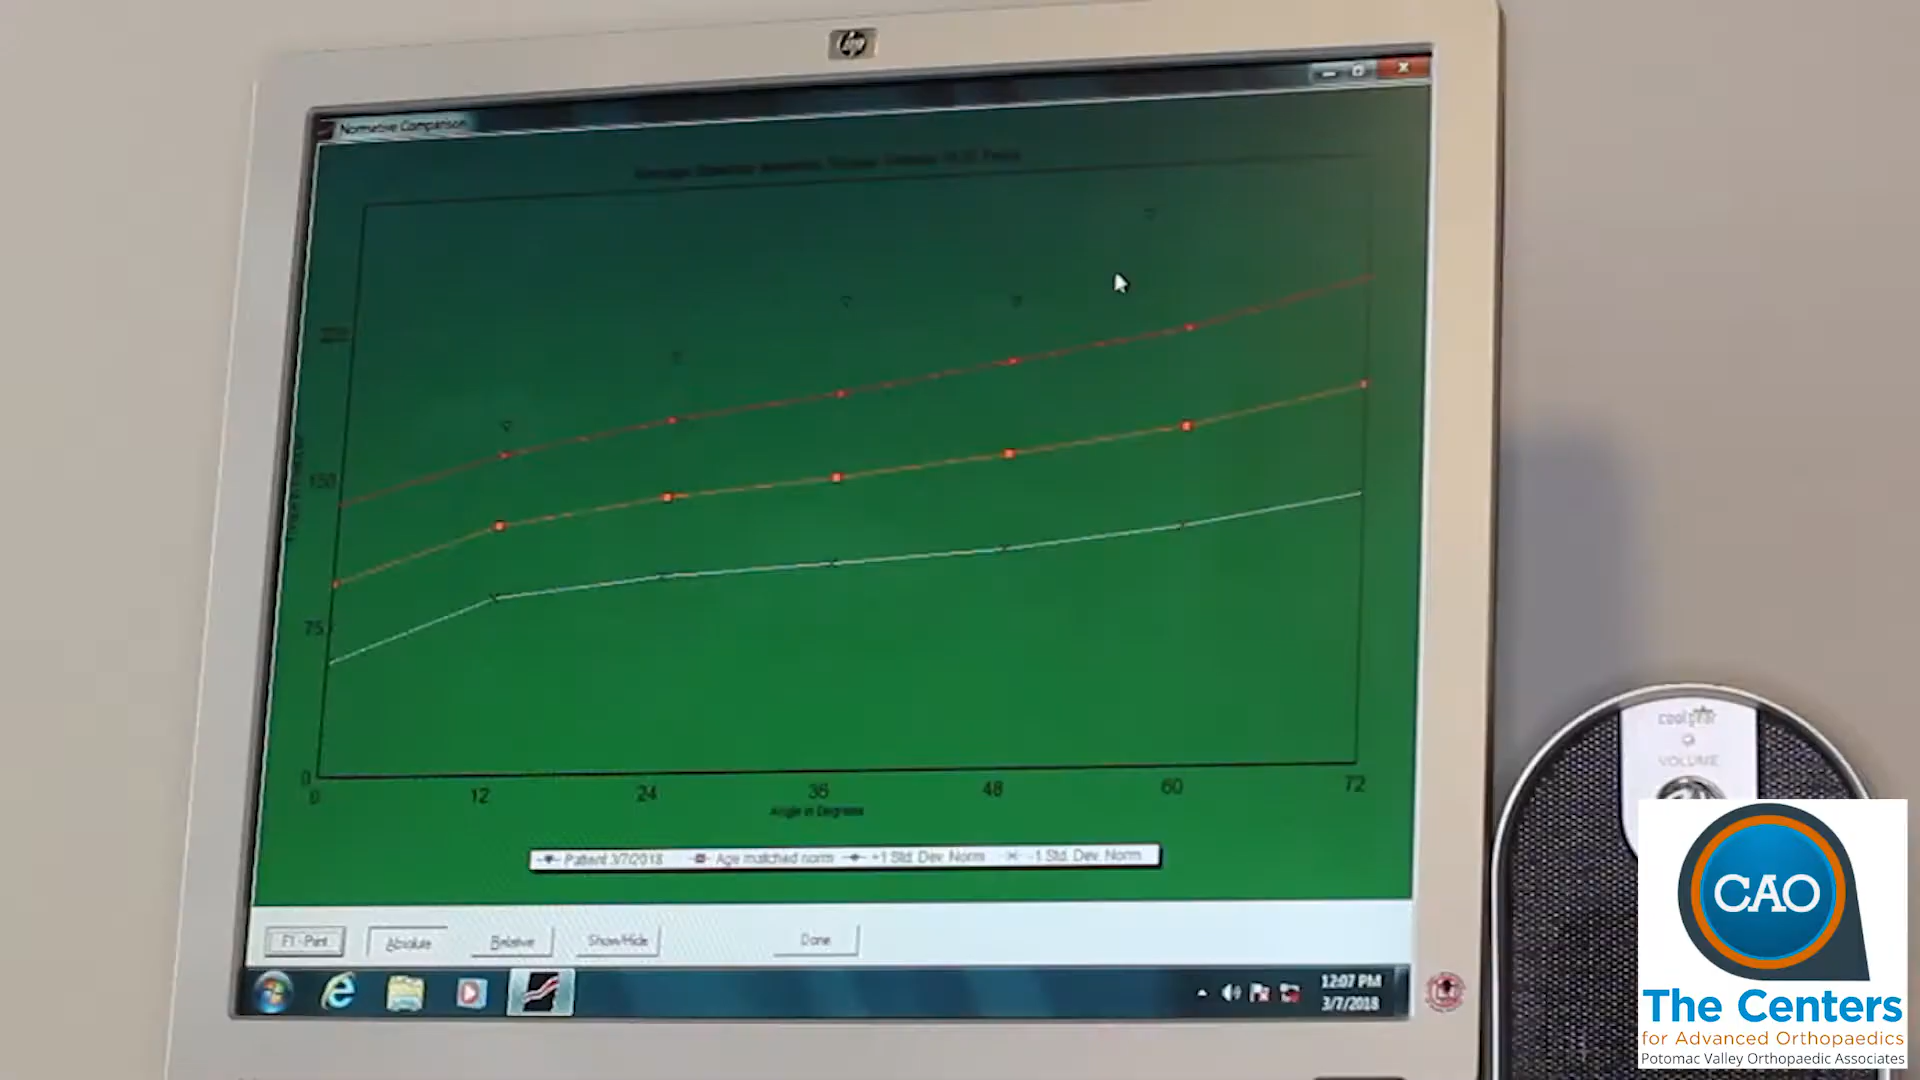 hp
Normative Comparison
150
75
0
0 12 24 36 48 60 72
Angle in Degrees
Patient 3/7/2018 Age matched norm +1 Std. Dev. Norm -1 Std. Dev. Norm
F1 - Print Absolute Relative Show/Hide Done
12:07 PM
3/7/2018
coolgear
VOLUME
CAO
The Centers
for Advanced Orthopaedics
Potomac Valley Orthopaedic Associates